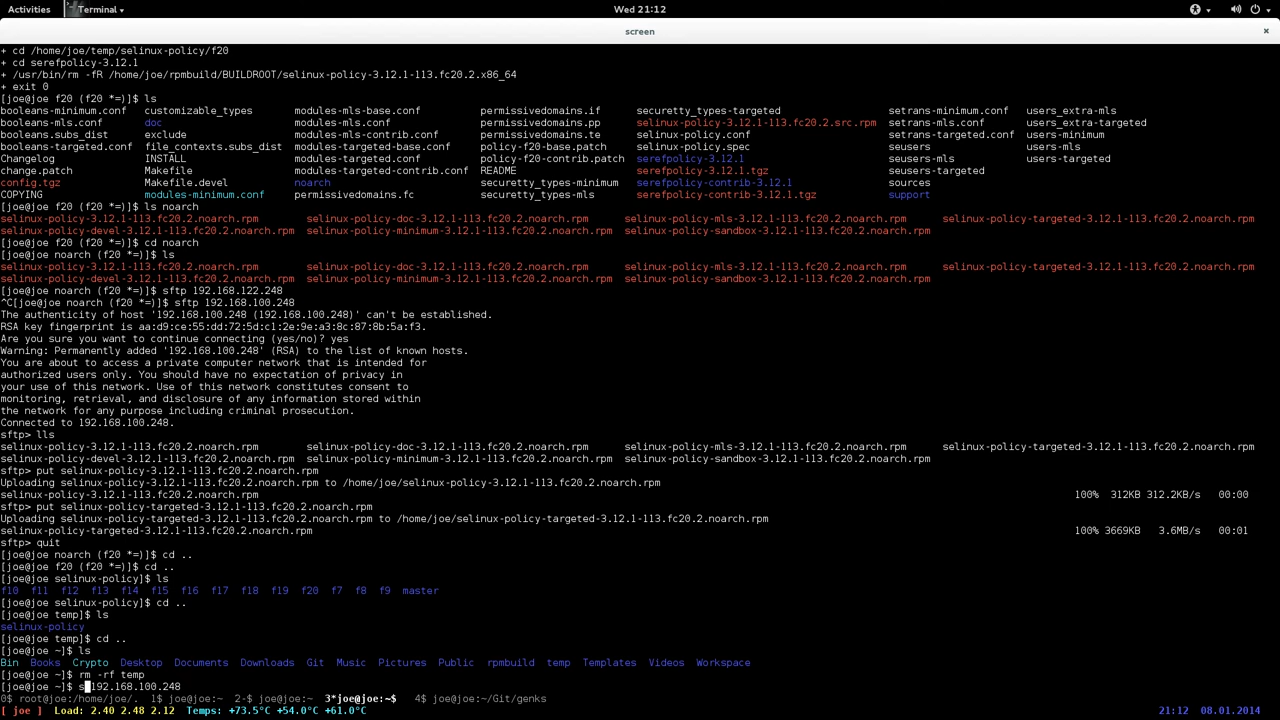 Activities Terminal Wed 21:12
screen ×
+ cd /home/joe/temp/selinux-policy/f20
+ cd serefpolicy-3.12.1
+ /usr/bin/rm -fR /home/joe/rpmbuild/BUILDROOT/selinux-policy-3.12.1-113.fc20.2.x86_64
+ exit 0
[joe@joe f20 (f20 *=)]$ ls
booleans-minimum.conf customizable_types modules-mls-base.conf permissivedomains.if securetty_types-targeted setrans-minimum.conf users_extra-mls
booleans-mls.conf doc modules-mls.conf permissivedomains.pp selinux-policy-3.12.1-113.fc20.2.src.rpm setrans-mls.conf users_extra-targeted
booleans.subs_dist exclude modules-mls-contrib.conf permissivedomains.te selinux-policy.conf setrans-targeted.conf users-minimum
booleans-targeted.conf file_contexts.subs_dist modules-targeted-base.conf policy-f20-base.patch selinux-policy.spec seusers users-mls
Changelog INSTALL modules-targeted.conf policy-f20-contrib.patch serefpolicy-3.12.1 seusers-mls users-targeted
change.patch Makefile modules-targeted-contrib.conf README serefpolicy-3.12.1.tgz seusers-targeted
config.tgz Makefile.devel noarch securetty_types-minimum serefpolicy-contrib-3.12.1 sources
COPYING modules-minimum.conf permissivedomains.fc securetty_types-mls serefpolicy-contrib-3.12.1.tgz support
[joe@joe f20 (f20 *=)]$ ls noarch
selinux-policy-3.12.1-113.fc20.2.noarch.rpm selinux-policy-doc-3.12.1-113.fc20.2.noarch.rpm selinux-policy-mls-3.12.1-113.fc20.2.noarch.rpm selinux-policy-targeted-3.12.1-113.fc20.2.noarch.rpm
selinux-policy-devel-3.12.1-113.fc20.2.noarch.rpm selinux-policy-minimum-3.12.1-113.fc20.2.noarch.rpm selinux-policy-sandbox-3.12.1-113.fc20.2.noarch.rpm
[joe@joe f20 (f20 *=)]$ cd noarch
[joe@joe noarch (f20 *=)]$ ls
selinux-policy-3.12.1-113.fc20.2.noarch.rpm selinux-policy-doc-3.12.1-113.fc20.2.noarch.rpm selinux-policy-mls-3.12.1-113.fc20.2.noarch.rpm selinux-policy-targeted-3.12.1-113.fc20.2.noarch.rpm
selinux-policy-devel-3.12.1-113.fc20.2.noarch.rpm selinux-policy-minimum-3.12.1-113.fc20.2.noarch.rpm selinux-policy-sandbox-3.12.1-113.fc20.2.noarch.rpm
[joe@joe noarch (f20 *=)]$ sftp 192.168.122.248
^C[joe@joe noarch (f20 *=)]$ sftp 192.168.100.248
The authenticity of host '192.168.100.248 (192.168.100.248)' can't be established.
RSA key fingerprint is aa:d9:ce:55:dd:72:5d:c1:2e:9e:a3:8c:87:8b:5a:f3.
Are you sure you want to continue connecting (yes/no)? yes
Warning: Permanently added '192.168.100.248' (RSA) to the list of known hosts.
You are about to access a private computer network that is intended for
authorized users only. You should have no expectation of privacy in
your use of this network. Use of this network constitutes consent to
monitoring, retrieval, and disclosure of any information stored within
the network for any purpose including criminal prosecution.
Connected to 192.168.100.248.
sftp> lls
selinux-policy-3.12.1-113.fc20.2.noarch.rpm selinux-policy-doc-3.12.1-113.fc20.2.noarch.rpm selinux-policy-mls-3.12.1-113.fc20.2.noarch.rpm selinux-policy-targeted-3.12.1-113.fc20.2.noarch.rpm
selinux-policy-devel-3.12.1-113.fc20.2.noarch.rpm selinux-policy-minimum-3.12.1-113.fc20.2.noarch.rpm selinux-policy-sandbox-3.12.1-113.fc20.2.noarch.rpm
sftp> put selinux-policy-3.12.1-113.fc20.2.noarch.rpm
Uploading selinux-policy-3.12.1-113.fc20.2.noarch.rpm to /home/joe/selinux-policy-3.12.1-113.fc20.2.noarch.rpm
selinux-policy-3.12.1-113.fc20.2.noarch.rpm 100% 312KB 312.2KB/s 00:00
sftp> put selinux-policy-targeted-3.12.1-113.fc20.2.noarch.rpm
Uploading selinux-policy-targeted-3.12.1-113.fc20.2.noarch.rpm to /home/joe/selinux-policy-targeted-3.12.1-113.fc20.2.noarch.rpm
selinux-policy-targeted-3.12.1-113.fc20.2.noarch.rpm 100% 3669KB 3.6MB/s 00:01
sftp> quit
[joe@joe noarch (f20 *=)]$ cd ..
[joe@joe f20 (f20 *=)]$ cd ..
[joe@joe selinux-policy]$ ls
f10 f11 f12 f13 f14 f15 f16 f17 f18 f19 f20 f7 f8 f9 master
[joe@joe selinux-policy]$ cd ..
[joe@joe temp]$ ls
selinux-policy
[joe@joe temp]$ cd ..
[joe@joe ~]$ ls
Bin Books Crypto Desktop Documents Downloads Git Music Pictures Public rpmbuild temp Templates Videos Workspace
[joe@joe ~]$ rm -rf temp
[joe@joe ~]$ s 192.168.100.248
0$ root@joe:/home/joe/. 1$ joe@joe:~ 2-$ joe@joe:~ 3*joe@joe:~$ 4$ joe@joe:~/Git/genks
[ joe ] Load: 2.40 2.48 2.12 Temps: +73.5°C +54.0°C +61.0°C 21:12 08.01.2014